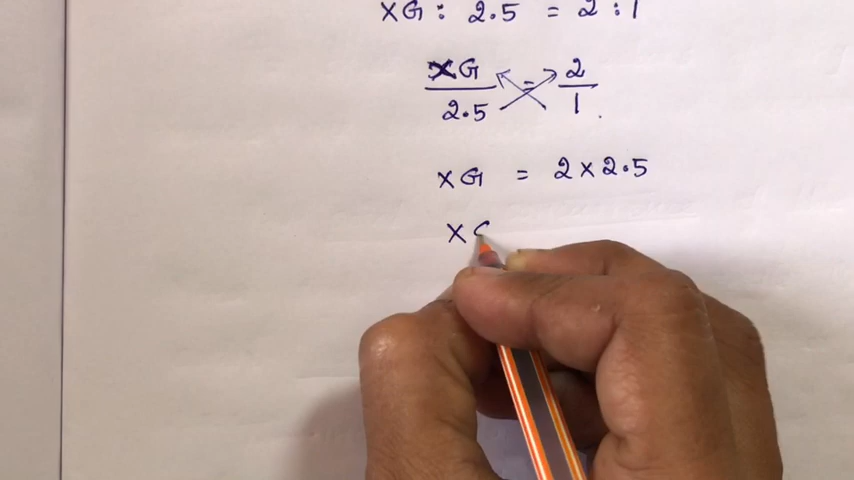 XG : 2.5 = 2 : 1
XG/2.5 = 2/1
XG = 2 × 2.5
X